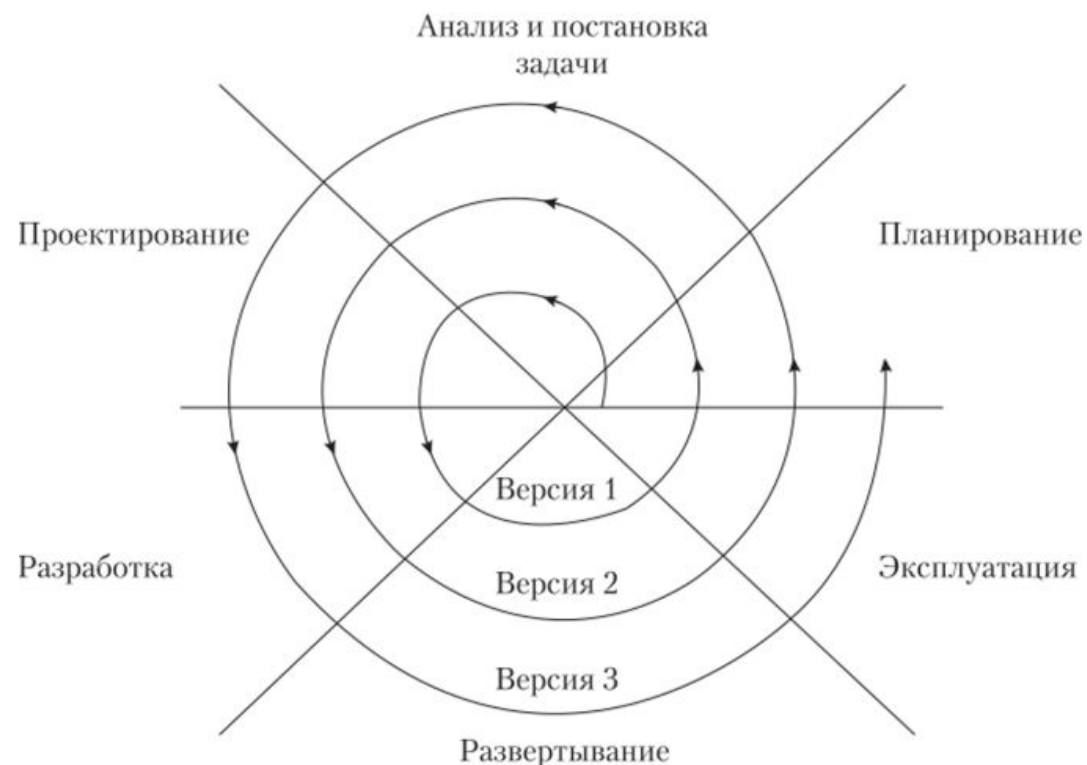 Анализ и постановка
задачи
Проектирование
Планирование
Версия 1
Разработка
Версия 2
Эксплуатация
Версия 3
Развертывание